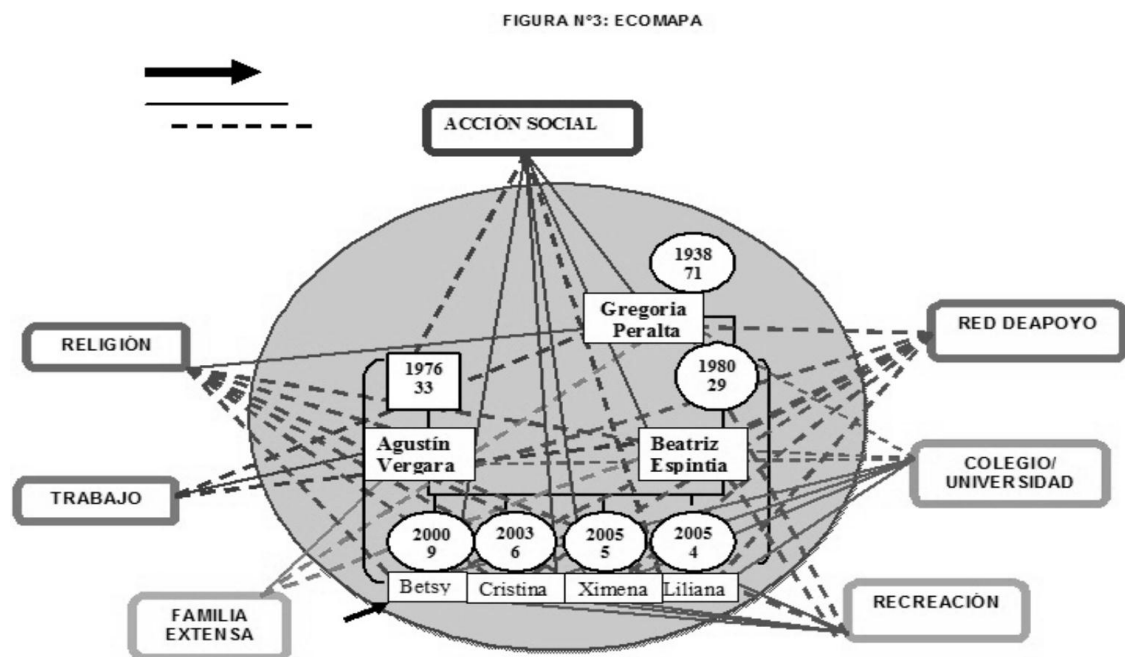 FIGURA N°3: ECOMAPA
ACCIÓN SOCIAL
1938
71
Gregoria
Peralta
RELIGIÓN
RED DEAPOYO
1976
33
1980
29
Agustín
Vergara
Beatriz
Espintia
TRABAJO
COLEGIO/
UNIVERSIDAD
2000
9
2003
6
2005
5
2005
4
Betsy
Cristina
Ximena
Liliana
FAMILIA
EXTENSA
RECREACIÓN